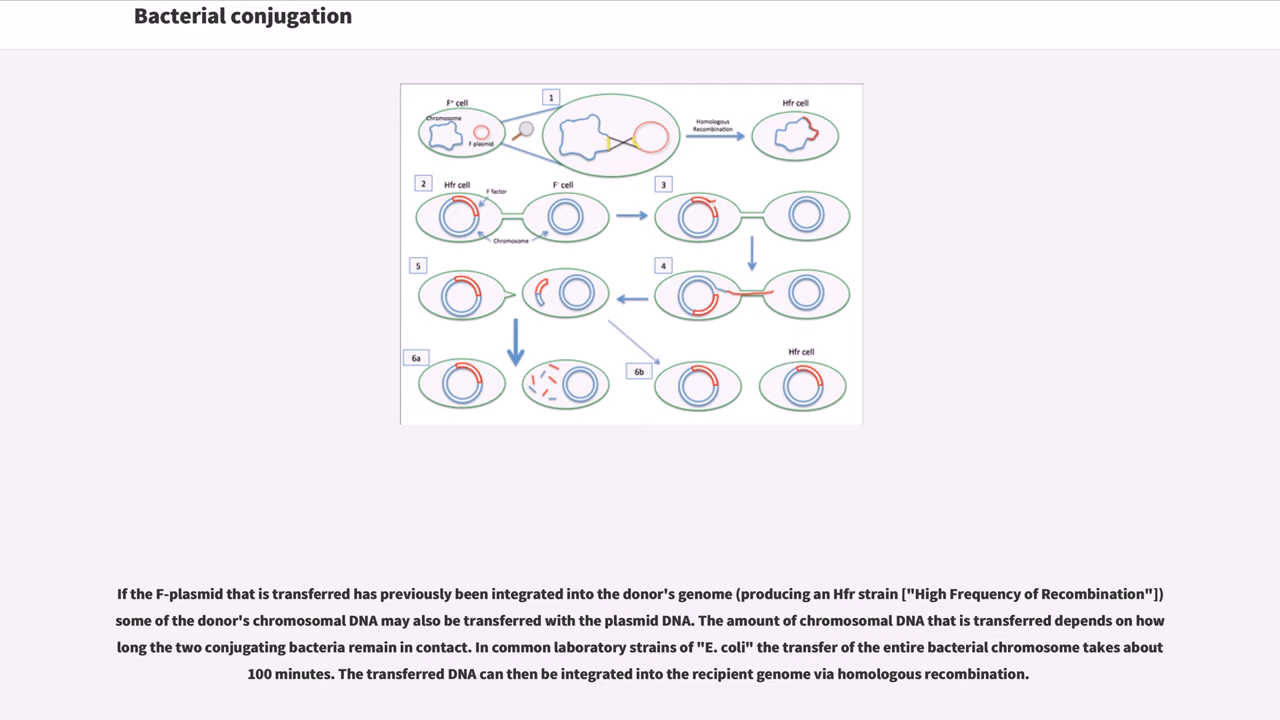 Bacterial conjugation
F⁺ cell
Chromosome
F plasmid
1
Homologous
Recombination
Hfr cell
2
Hfr cell
F factor
F⁻ cell
Chromosome
3
5
4
6a
6b
Hfr cell
If the F-plasmid that is transferred has previously been integrated into the donor's genome (producing an Hfr strain ["High Frequency of Recombination"])
some of the donor's chromosomal DNA may also be transferred with the plasmid DNA. The amount of chromosomal DNA that is transferred depends on how
long the two conjugating bacteria remain in contact. In common laboratory strains of "E. coli" the transfer of the entire bacterial chromosome takes about
100 minutes. The transferred DNA can then be integrated into the recipient genome via homologous recombination.